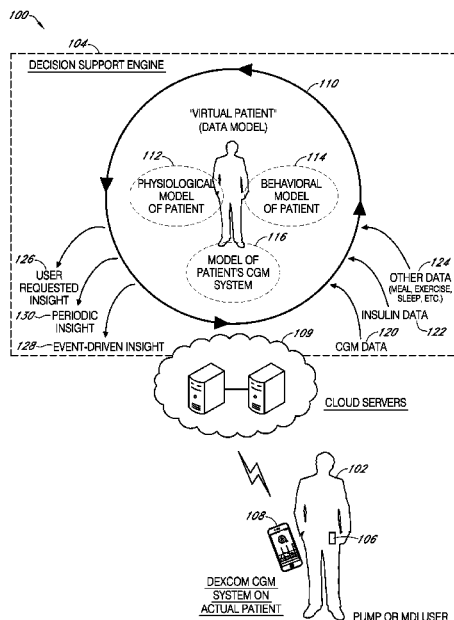 100
104
DECISION SUPPORT ENGINE
110
"VIRTUAL PATIENT"
(DATA MODEL)
112
114
PHYSIOLOGICAL
MODEL
OF PATIENT
BEHAVIORAL
MODEL
OF PATIENT
116
MODEL OF
PATIENT'S CGM
SYSTEM
126
USER
REQUESTED
INSIGHT
130
PERIODIC
INSIGHT
128
EVENT-DRIVEN INSIGHT
124
OTHER DATA
(MEAL, EXERCISE,
SLEEP, ETC.)
INSULIN DATA
122
CGM DATA
120
109
CLOUD SERVERS
102
108
106
DEXCOM CGM
SYSTEM ON
ACTUAL PATIENT
PUMP OR MDI USER